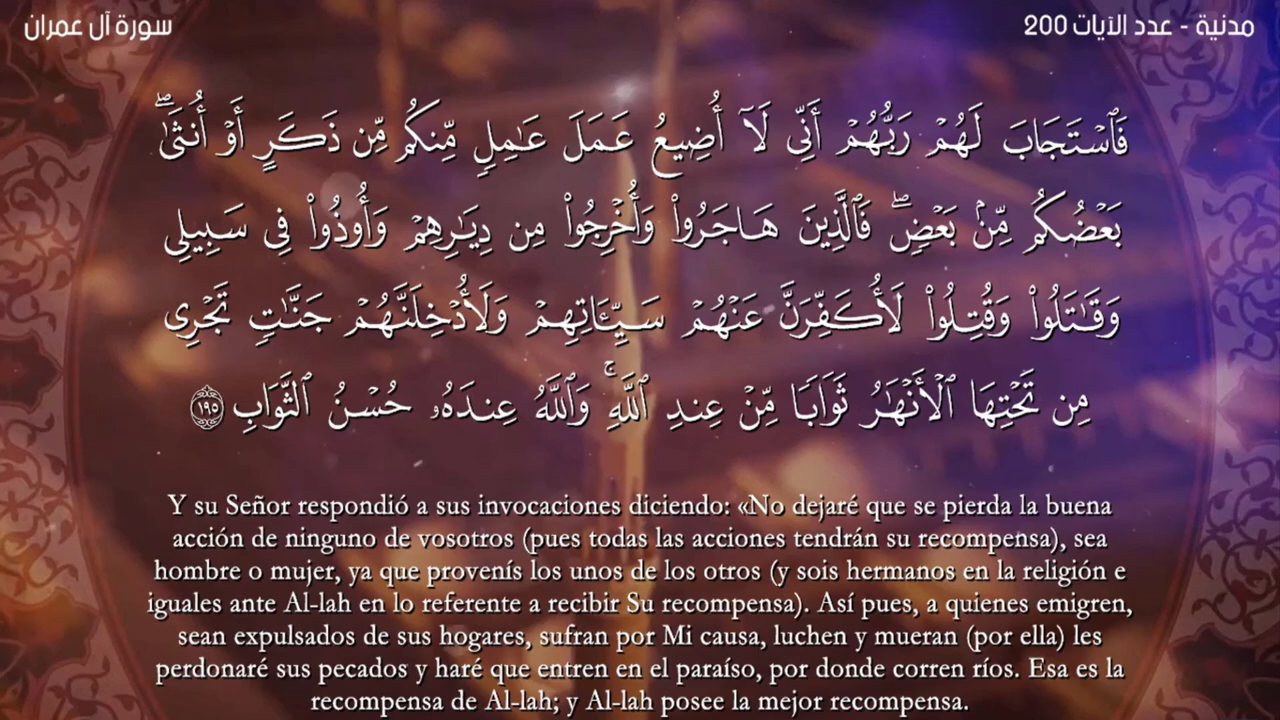 مدنية - عدد الآيات 200
سورة آل عمران
فَٱسْتَجَابَ لَهُمْ رَبُّهُمْ أَنِّى لَآ أُضِيعُ عَمَلَ عَٰمِلٍۢ مِّنكُم مِّن ذَكَرٍ أَوْ أُنثَىٰ ۖ
بَعْضُكُم مِّنۢ بَعْضٍۢ ۖ فَٱلَّذِينَ هَاجَرُوا۟ وَأُخْرِجُوا۟ مِن دِيَٰرِهِمْ وَأُوذُوا۟ فِى سَبِيلِى
وَقَٰتَلُوا۟ وَقُتِلُوا۟ لَأُكَفِّرَنَّ عَنْهُمْ سَيِّـَٔاتِهِمْ وَلَأُدْخِلَنَّهُمْ جَنَّٰتٍۢ تَجْرِى
مِن تَحْتِهَا ٱلْأَنْهَٰرُ ثَوَابًۭا مِّنْ عِندِ ٱللَّهِ ۗ وَٱللَّهُ عِندَهُۥ حُسْنُ ٱلثَّوَابِ ١٩٥
Y su Señor respondió a sus invocaciones diciendo: «No dejaré que se pierda la buena
acción de ninguno de vosotros (pues todas las acciones tendrán su recompensa), sea
hombre o mujer, ya que provenís los unos de los otros (y sois hermanos en la religión e
iguales ante Al-lah en lo referente a recibir Su recompensa). Así pues, a quienes emigren,
sean expulsados de sus hogares, sufran por Mi causa, luchen y mueran (por ella) les
perdonaré sus pecados y haré que entren en el paraíso, por donde corren ríos. Esa es la
recompensa de Al-lah; y Al-lah posee la mejor recompensa.